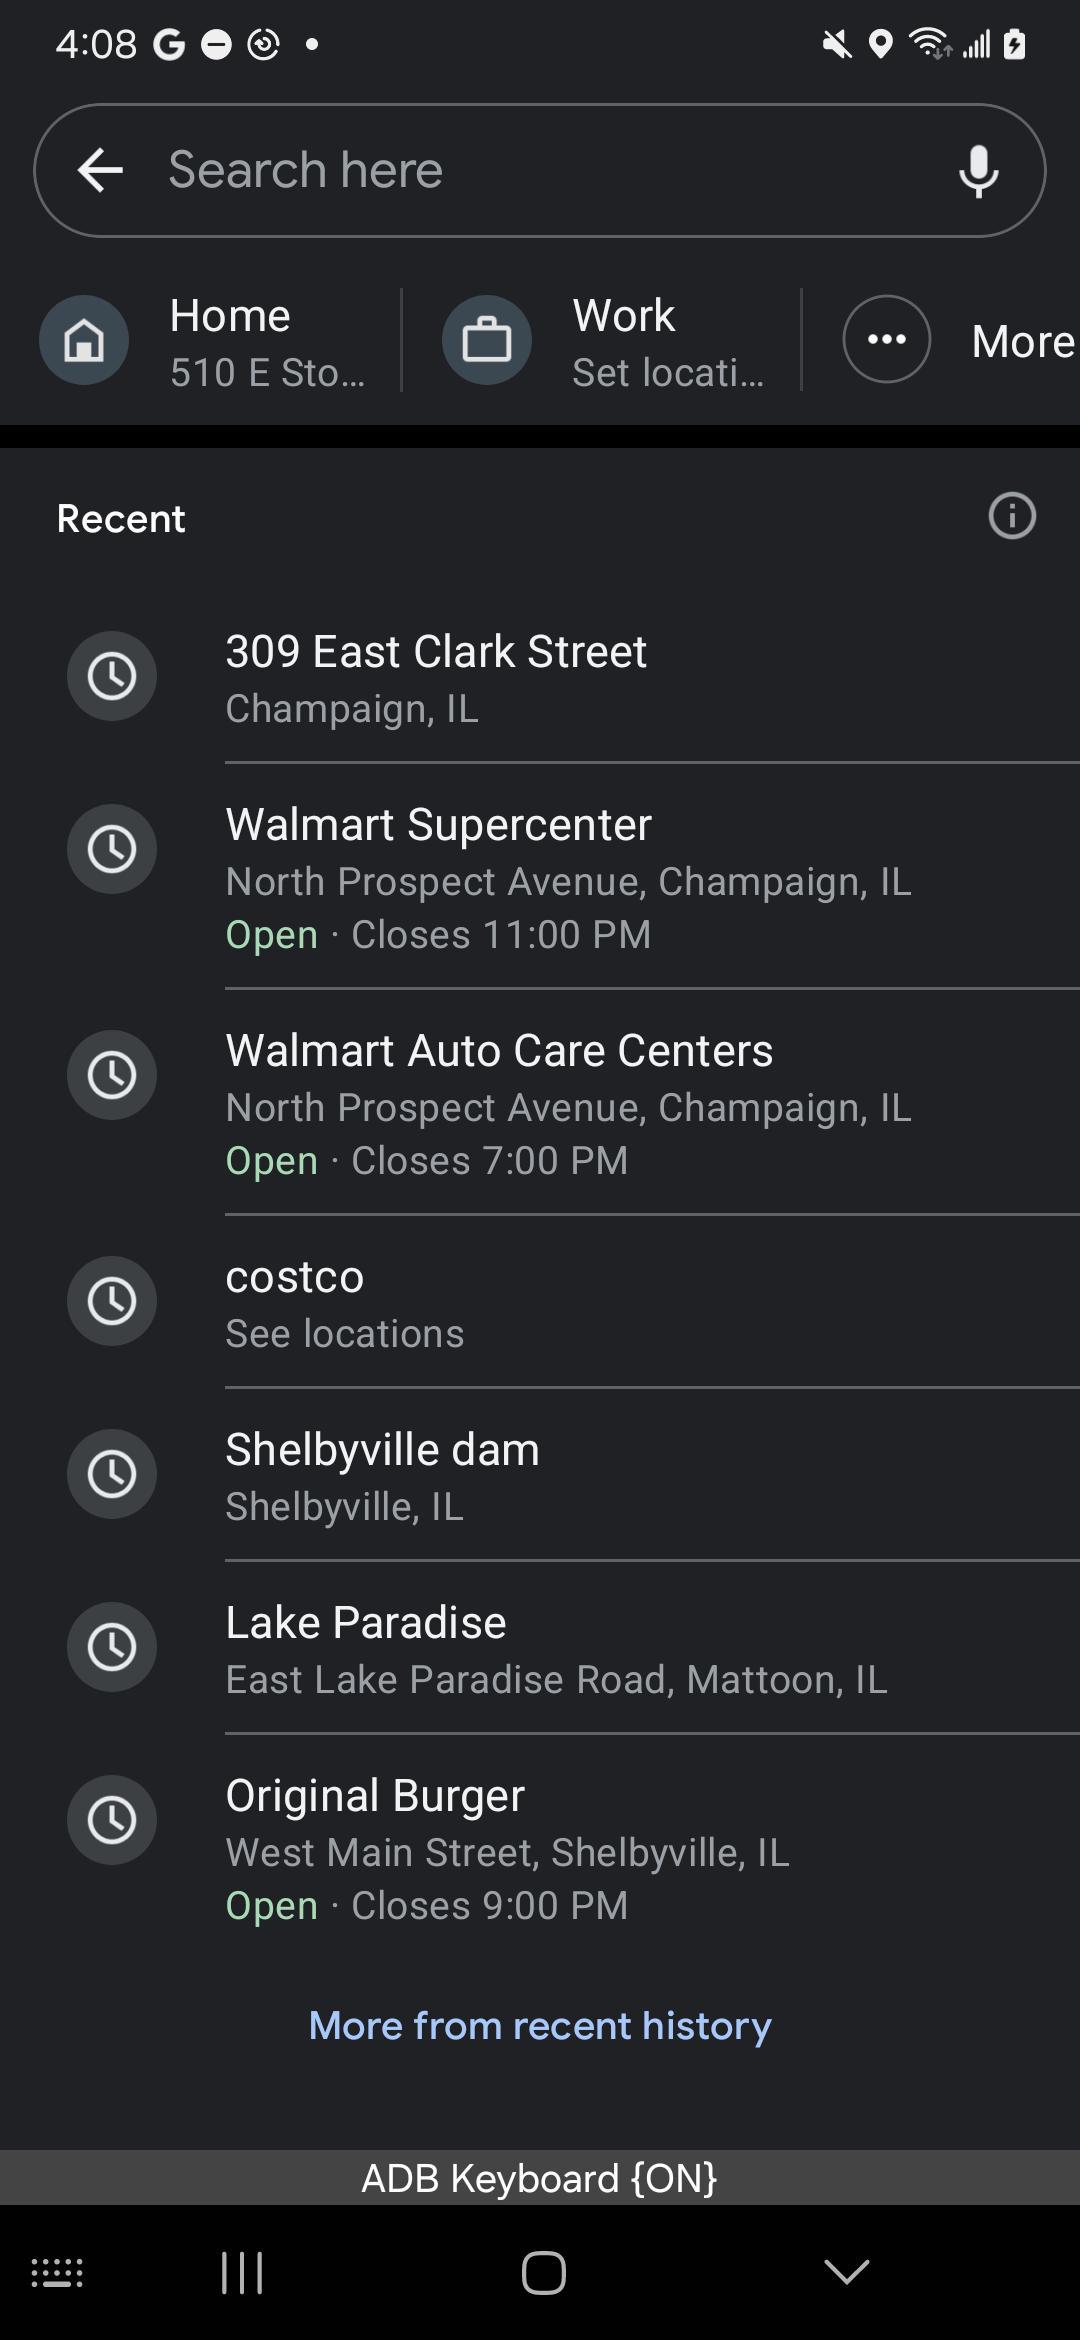 4:08
Search here
Home
510 E Sto...
Work
Set locati...
More
Recent
309 East Clark Street
Champaign, IL
Walmart Supercenter
North Prospect Avenue, Champaign, IL
Open · Closes 11:00 PM
Walmart Auto Care Centers
North Prospect Avenue, Champaign, IL
Open · Closes 7:00 PM
costco
See locations
Shelbyville dam
Shelbyville, IL
Lake Paradise
East Lake Paradise Road, Mattoon, IL
Original Burger
West Main Street, Shelbyville, IL
Open · Closes 9:00 PM
More from recent history
ADB Keyboard {ON}